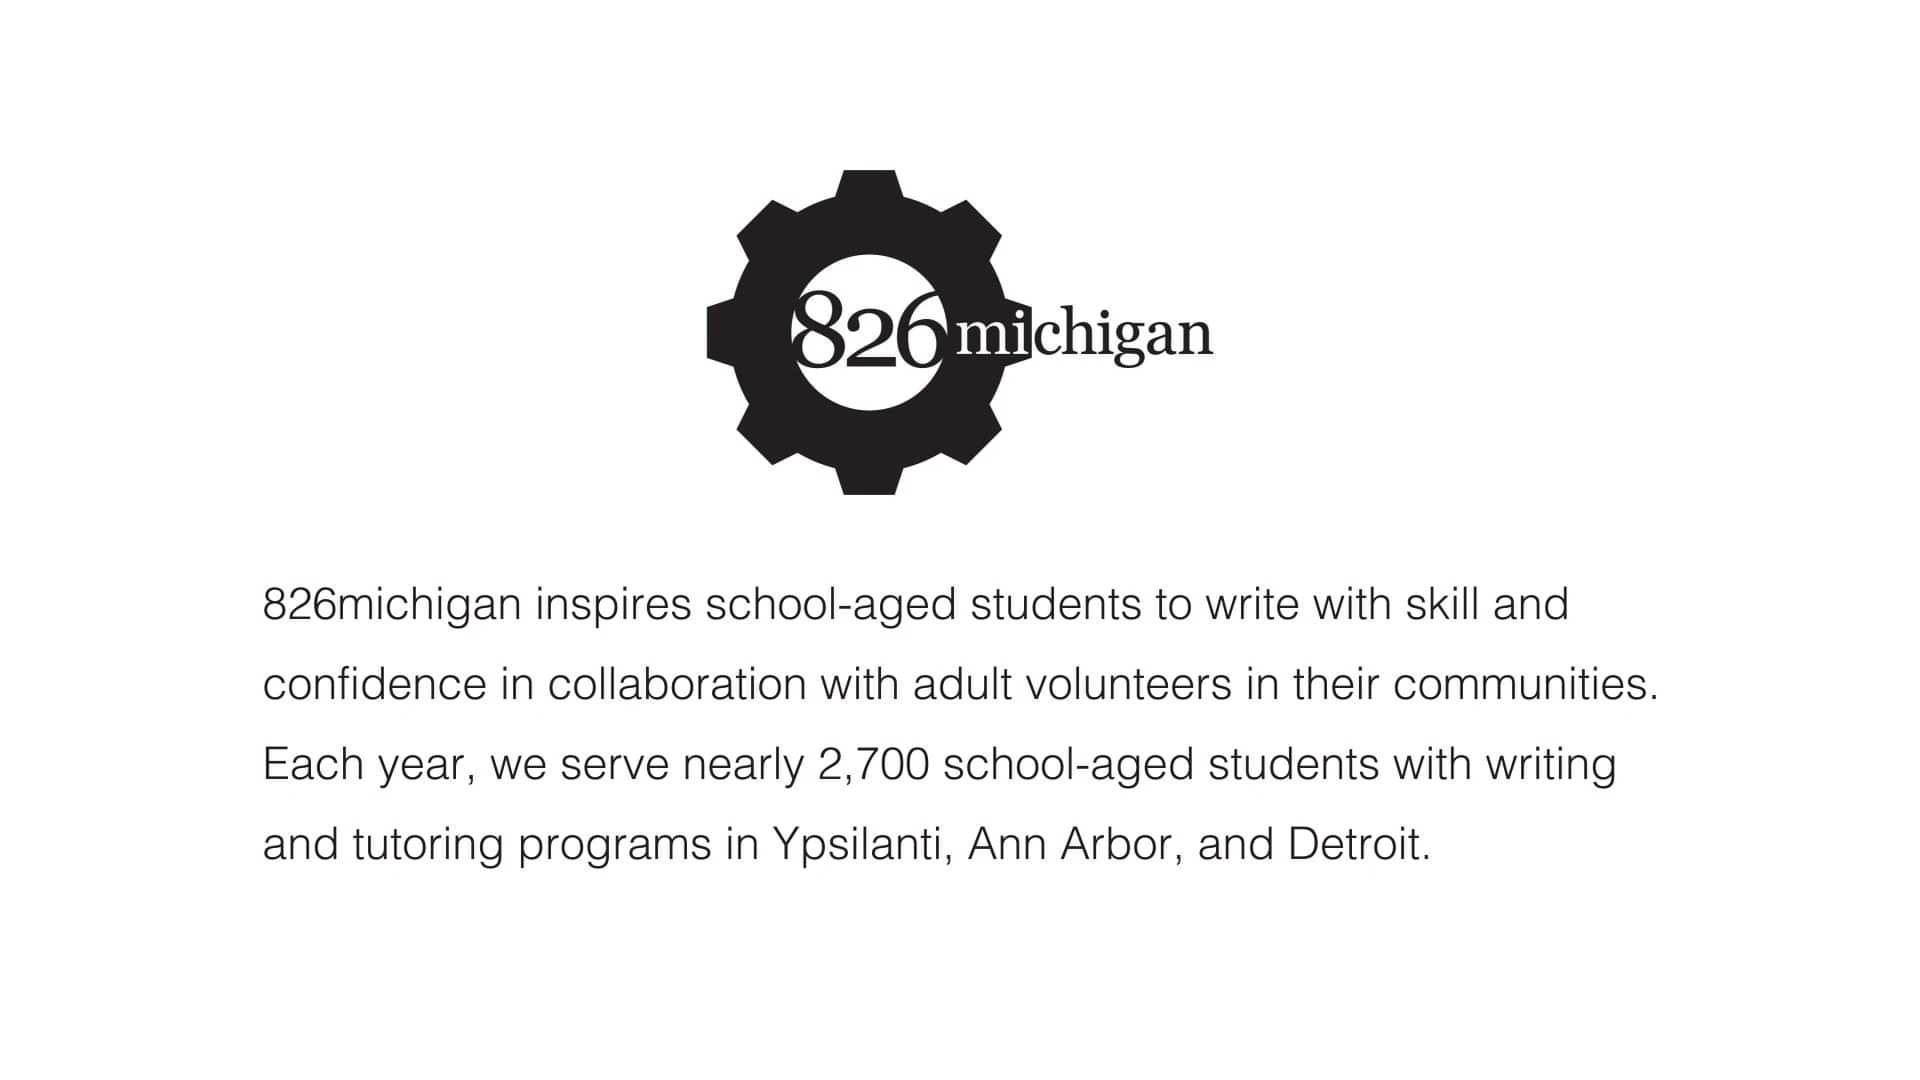 826michigan
826michigan inspires school-aged students to write with skill and
confidence in collaboration with adult volunteers in their communities.
Each year, we serve nearly 2,700 school-aged students with writing
and tutoring programs in Ypsilanti, Ann Arbor, and Detroit.